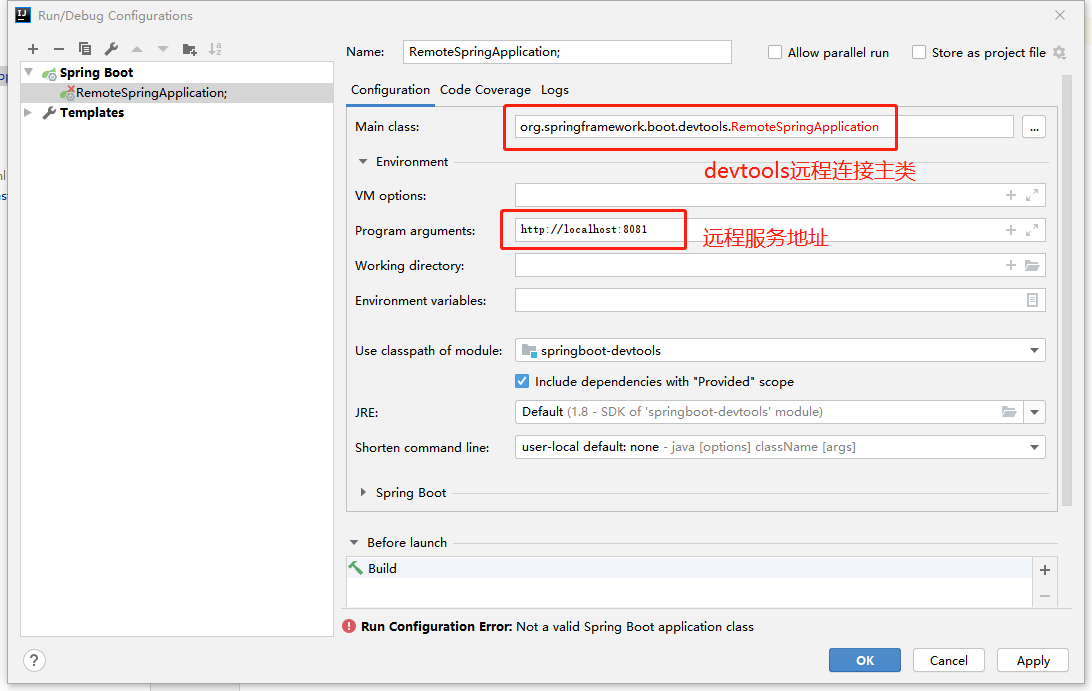 Run/Debug Configurations
Name: RemoteSpringApplication; Allow parallel run Store as project file
Spring Boot
RemoteSpringApplication;
Templates
Configuration Code Coverage Logs
Main class: org.springframework.boot.devtools.RemoteSpringApplication ...
Environment
devtools远程连接主类
VM options:
Program arguments: http://localhost:8081
远程服务地址
Working directory:
Environment variables:
Use classpath of module: springboot-devtools
Include dependencies with "Provided" scope
JRE: Default (1.8 - SDK of 'springboot-devtools' module)
Shorten command line: user-local default: none - java [options] className [args]
Spring Boot
Before launch
Build
Run Configuration Error: Not a valid Spring Boot application class
? OK Cancel Apply